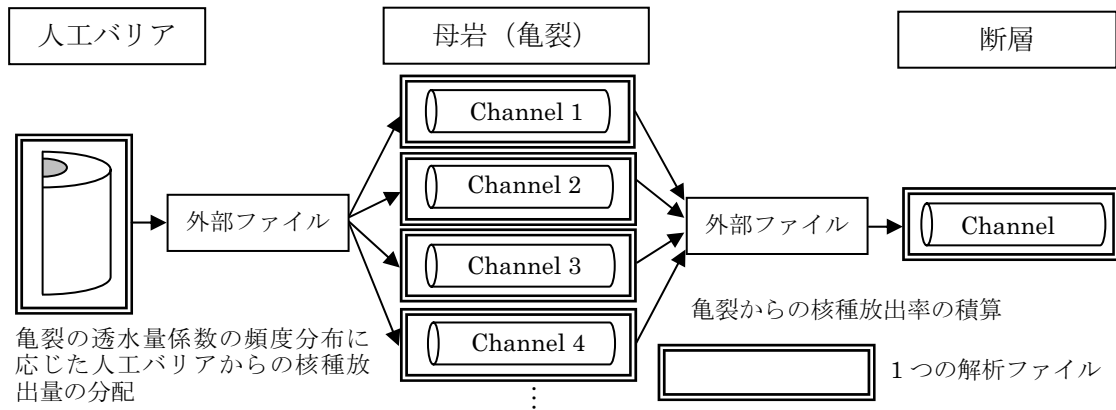 人工バリア
母岩（亀裂）
断層
Channel 1
Channel 2
Channel 3
Channel 4
⋮
外部ファイル
外部ファイル
Channel
亀裂の透水量係数の頻度分布に
応じた人工バリアからの核種放
出量の分配
亀裂からの核種放出率の積算
1つの解析ファイル